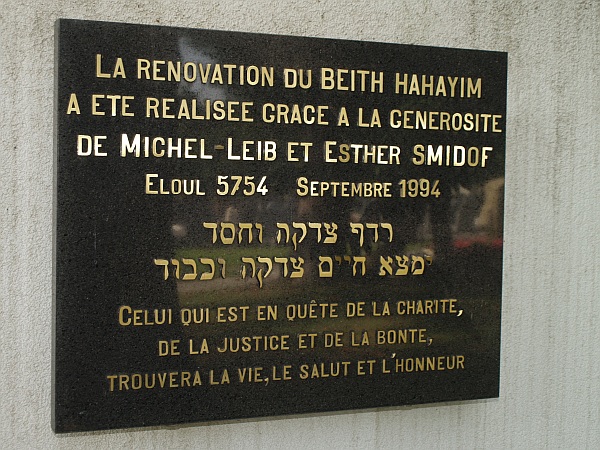 LA RENOVATION DU BEITH HAHAYIM
A ETE REALISEE GRACE A LA GENEROSITE
DE MICHEL-LEIB ET ESTHER SMIDOF
ELOUL 5754 SEPTEMBRE 1994
רדף צדקה וחסד
ימצא חיים צדקה וכבוד
CELUI QUI EST EN QUÊTE DE LA CHARITE,
DE LA JUSTICE ET DE LA BONTE,
TROUVERA LA VIE, LE SALUT ET L'HONNEUR